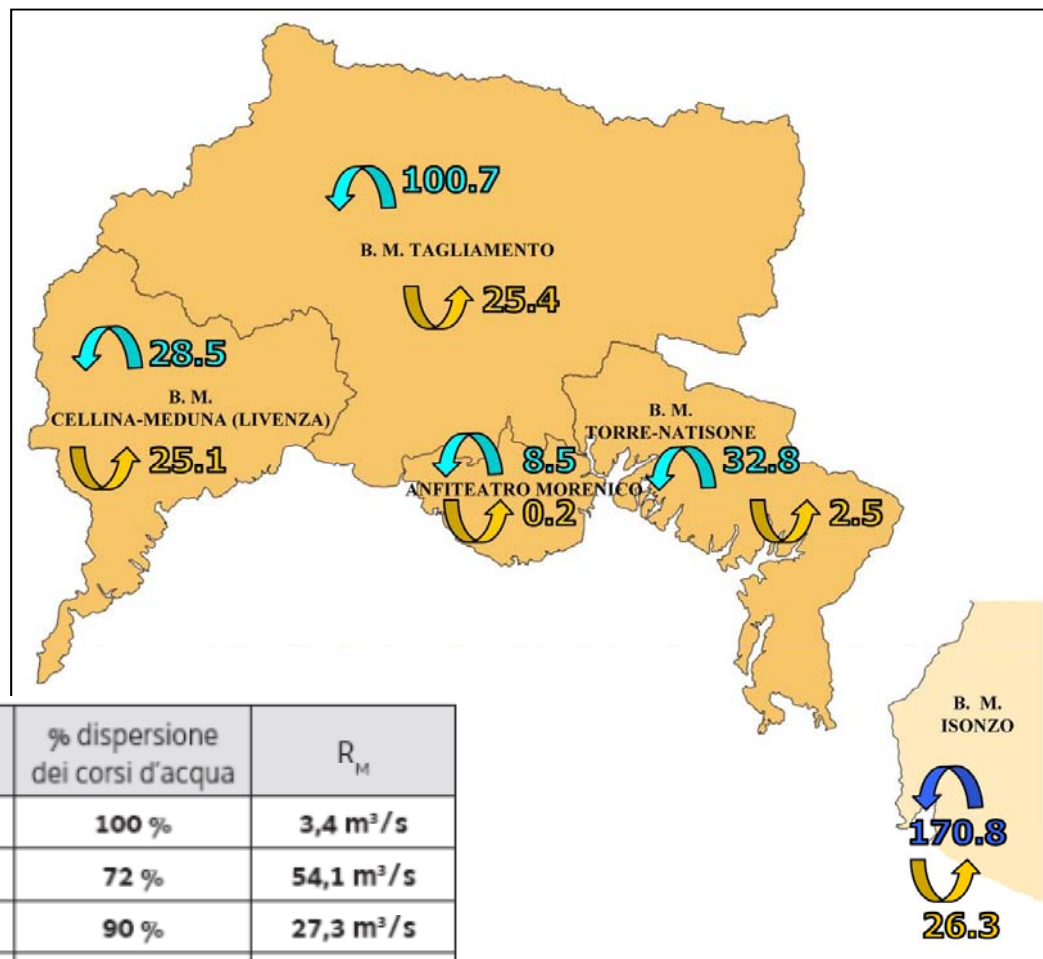 100.7
B. M. TAGLIAMENTO
25.4
28.5
B. M.
CELLINA-MEDUNA (LIVENZA)
25.1
B. M.
TORRE-NATISONE
8.5
32.8
ANFITEATRO MORENICO
0.2
2.5
B. M.
ISONZO
170.8
26.3
% dispersione
dei corsi d'acqua
R_M
100 %
3,4 m³/s
72 %
54,1 m³/s
90 %
27,3 m³/s